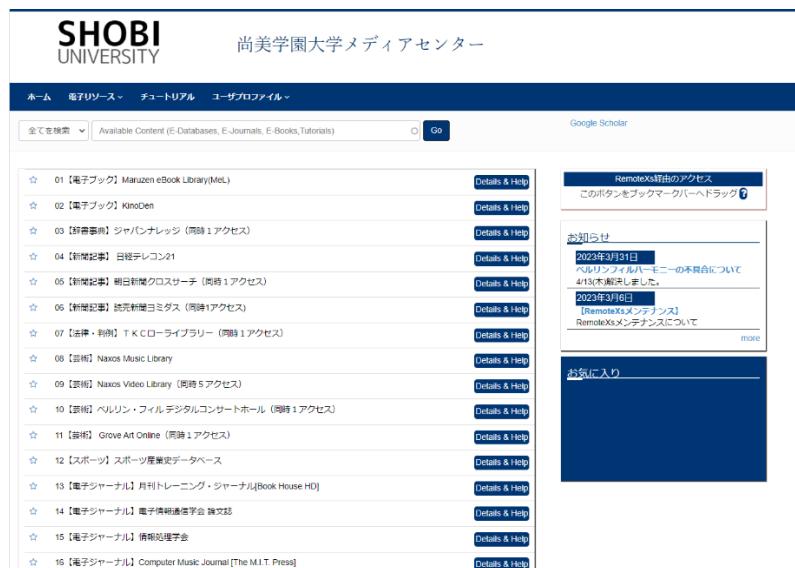 SHOBI
UNIVERSITY
尚美学園大学メディアセンター
ホーム 電子リソース チュートリアル ユーザプロファイル
全てを検索 Available Content (E-Databases, E-Journals, E-Books,Tutorials) Go
Google Scholar
01【電子ブック】Maruzen eBook Library(MeL) Details & Help
02【電子ブック】KinoDen Details & Help
03【辞書事典】ジャパンナレッジ（同時１アクセス） Details & Help
04【新聞記事】 日経テレコン21 Details & Help
05【新聞記事】朝日新聞クロスサーチ（同時１アクセス） Details & Help
06【新聞記事】読売新聞ヨミダス（同時1アクセス) Details & Help
07【法律・判例】ＴＫＣローライブラリー（同時１アクセス） Details & Help
08【芸術】Naxos Music Library Details & Help
09【芸術】Naxos Video Library（同時５アクセス） Details & Help
10【芸術】ベルリン・フィル デジタルコンサートホール（同時１アクセス） Details & Help
11【芸術】 Grove Art Online（同時１アクセス） Details & Help
12【スポーツ】スポーツ産業史データベース Details & Help
13【電子ジャーナル】月刊トレーニング・ジャーナル[Book House HD] Details & Help
14【電子ジャーナル】電子情報通信学会 論文誌 Details & Help
15【電子ジャーナル】情報処理学会 Details & Help
16【電子ジャーナル】Computer Music Journal [The M.I.T. Press] Details & Help
RemoteXs経由のアクセス
このボタンをブックマークバーへドラッグ ?
お知らせ
2023年3月31日
ベルリンフィルハーモニーの不具合について
4/13(木)解決しました。
2023年3月6日
【RemoteXsメンテナンス】
RemoteXsメンテナンスについて
more
お気に入り